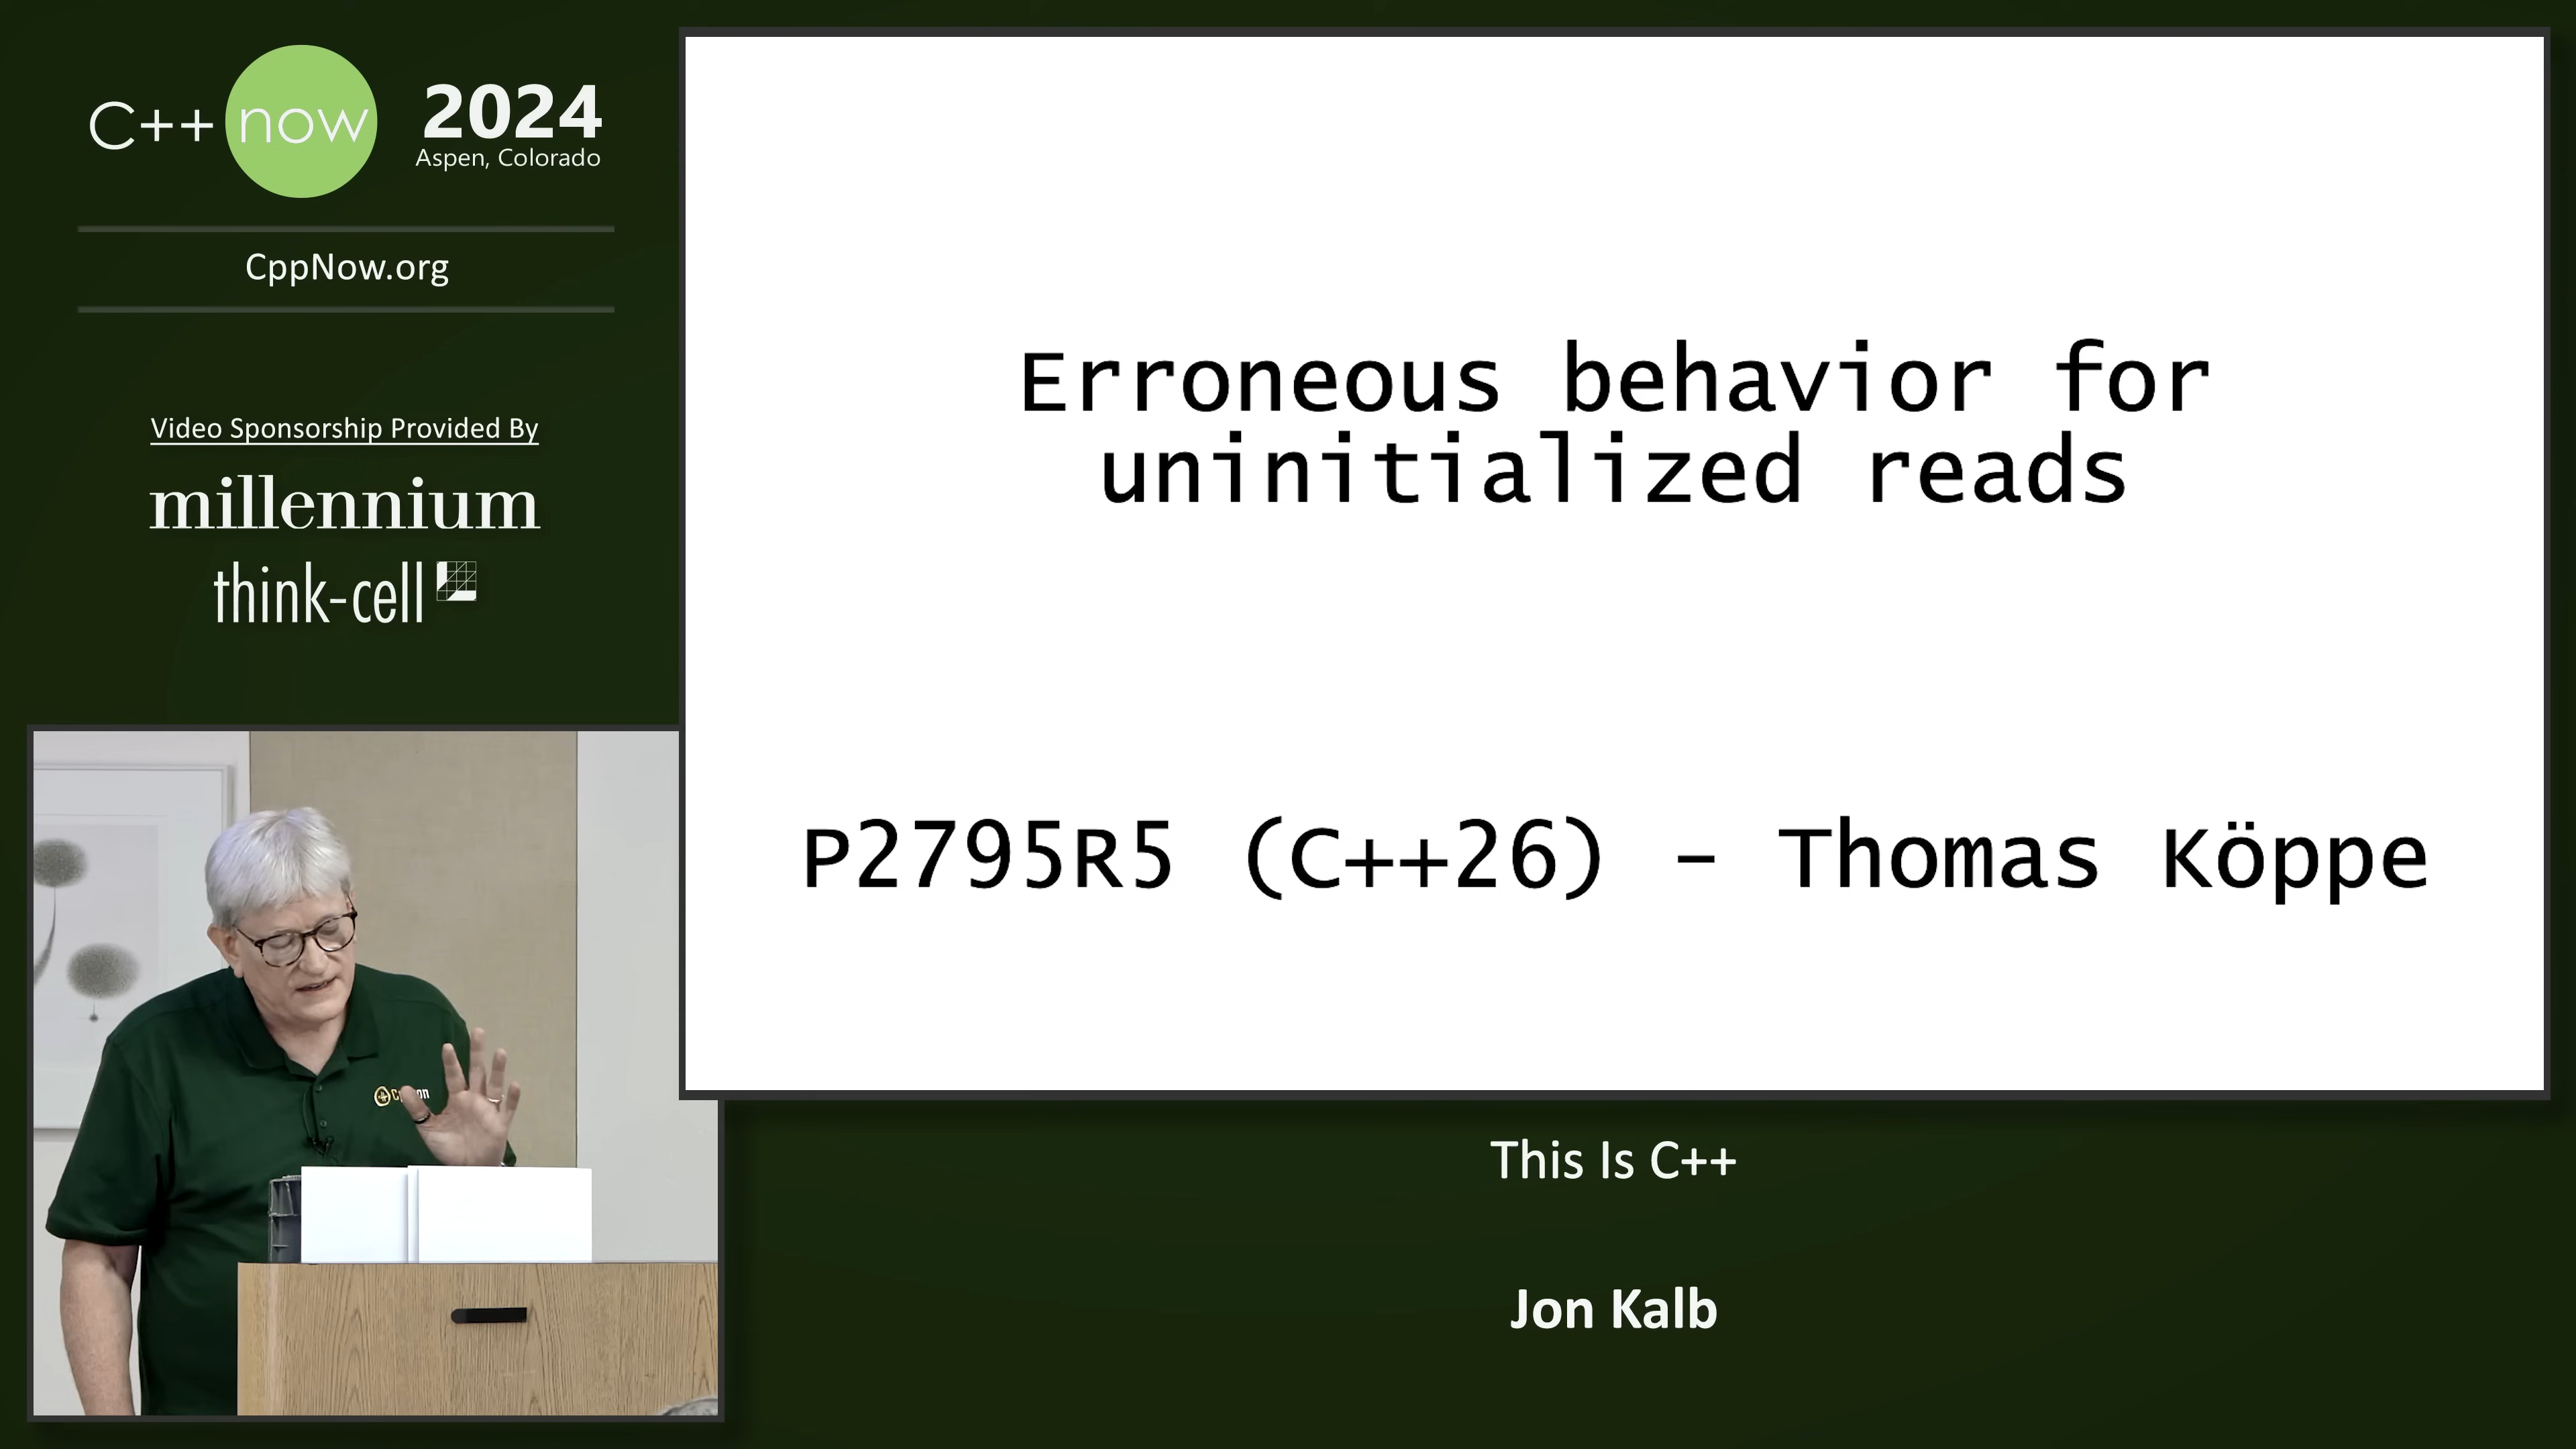 C++ now
2024
Aspen, Colorado
CppNow.org
Video Sponsorship Provided By
millennium
think-cell
Erroneous behavior for
uninitialized reads
P2795R5 (C++26) – Thomas Köppe
This Is C++
Jon Kalb